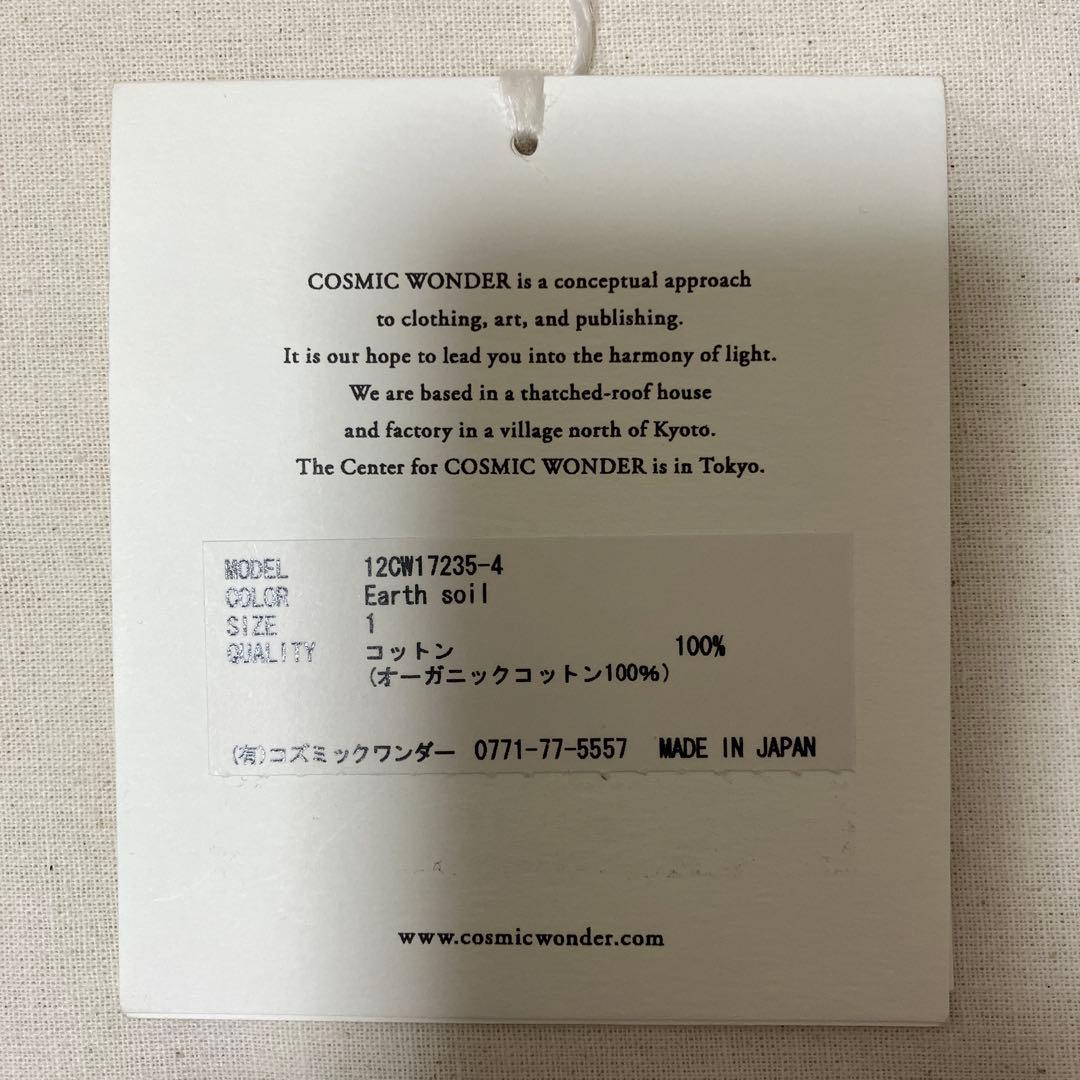 COSMIC WONDER is a conceptual approach
to clothing, art, and publishing.
It is our hope to lead you into the harmony of light.
We are based in a thatched-roof house
and factory in a village north of Kyoto.
The Center for COSMIC WONDER is in Tokyo.
MODEL 12CW17235-4
COLOR Earth soil
SIZE 1
QUALITY コットン 100%
(オーガニックコットン100%)
(有)コズミックワンダー 0771-77-5557 MADE IN JAPAN
www.cosmicwonder.com